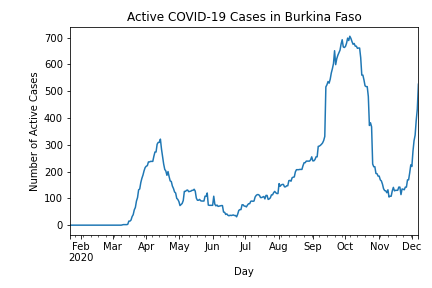 Active COVID-19 Cases in Burkina Faso
700
600
500
400
300
200
100
0
Number of Active Cases
Feb Mar Apr May Jun Jul Aug Sep Oct Nov Dec
2020
Day